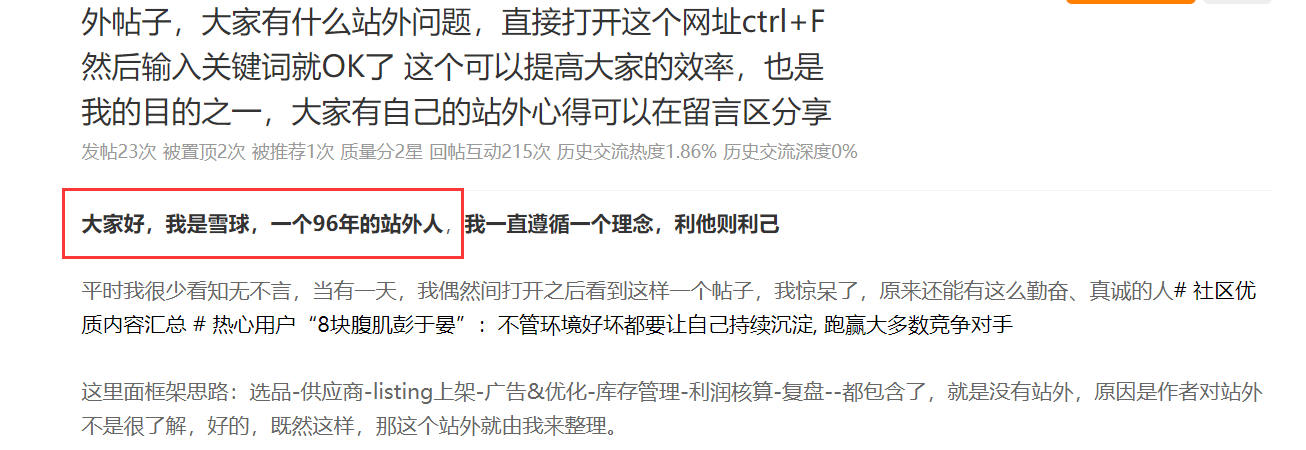 外帖子，大家有什么站外问题，直接打开这个网址ctrl+F
然后输入关键词就OK了 这个可以提高大家的效率，也是
我的目的之一，大家有自己的站外心得可以在留言区分享
发帖23次 被置顶2次 被推荐1次 质量分2星 回帖互动215次 历史交流热度1.86% 历史交流深度0%
大家好，我是雪球，一个96年的站外人，我一直遵循一个理念，利他则利己
平时我很少看知无不言，当有一天，我偶然间打开之后看到这样一个帖子，我惊呆了，原来还能有这么勤奋、真诚的人# 社区优
质内容汇总 # 热心用户“8块腹肌彭于晏”：不管环境好坏都要让自己持续沉淀, 跑赢大多数竞争对手
这里面框架思路：选品-供应商-listing上架-广告&优化-库存管理-利润核算-复盘--都包含了，就是没有站外，原因是作者对站外
不是很了解，好的，既然这样，那这个站外就由我来整理。